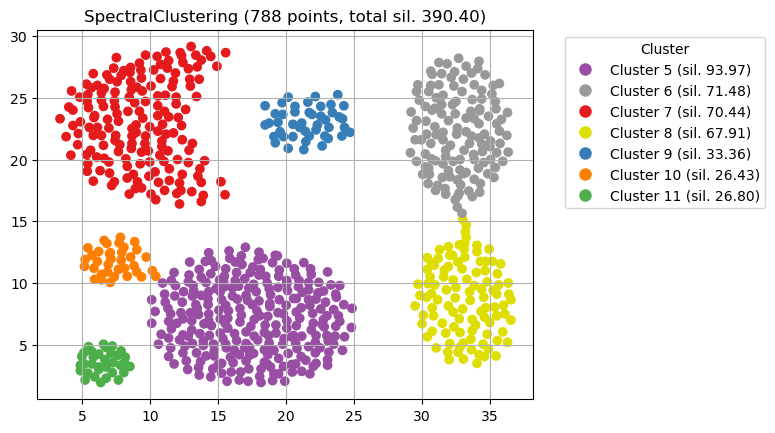 SpectralClustering (788 points, total sil. 390.40)
30
25
20
15
10
5
5
10
15
20
25
30
35
Cluster
Cluster 5 (sil. 93.97)
Cluster 6 (sil. 71.48)
Cluster 7 (sil. 70.44)
Cluster 8 (sil. 67.91)
Cluster 9 (sil. 33.36)
Cluster 10 (sil. 26.43)
Cluster 11 (sil. 26.80)